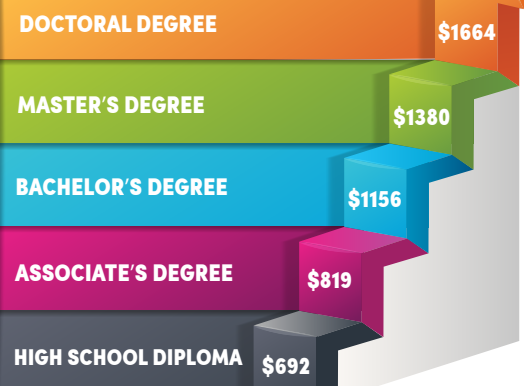 DOCTORAL DEGREE $1664
MASTER'S DEGREE $1380
BACHELOR'S DEGREE $1156
ASSOCIATE'S DEGREE $819
HIGH SCHOOL DIPLOMA $692